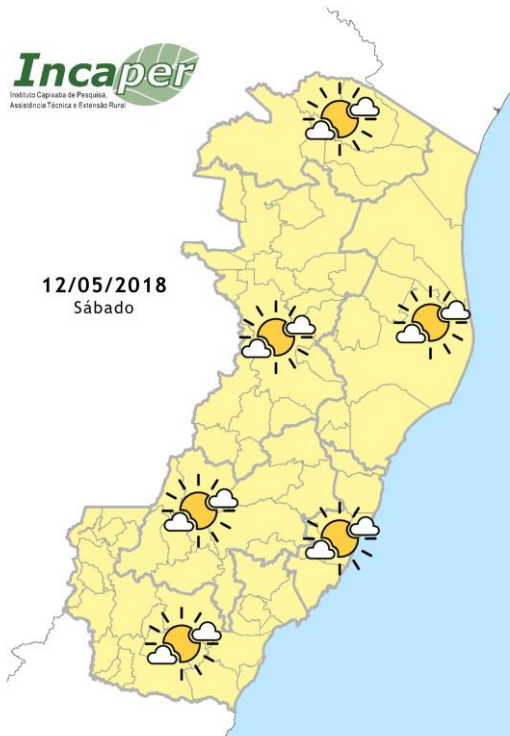 Incaper
Instituto Capixaba de Pesquisa,
Assistência Técnica e Extensão Rural
12/05/2018
Sábado